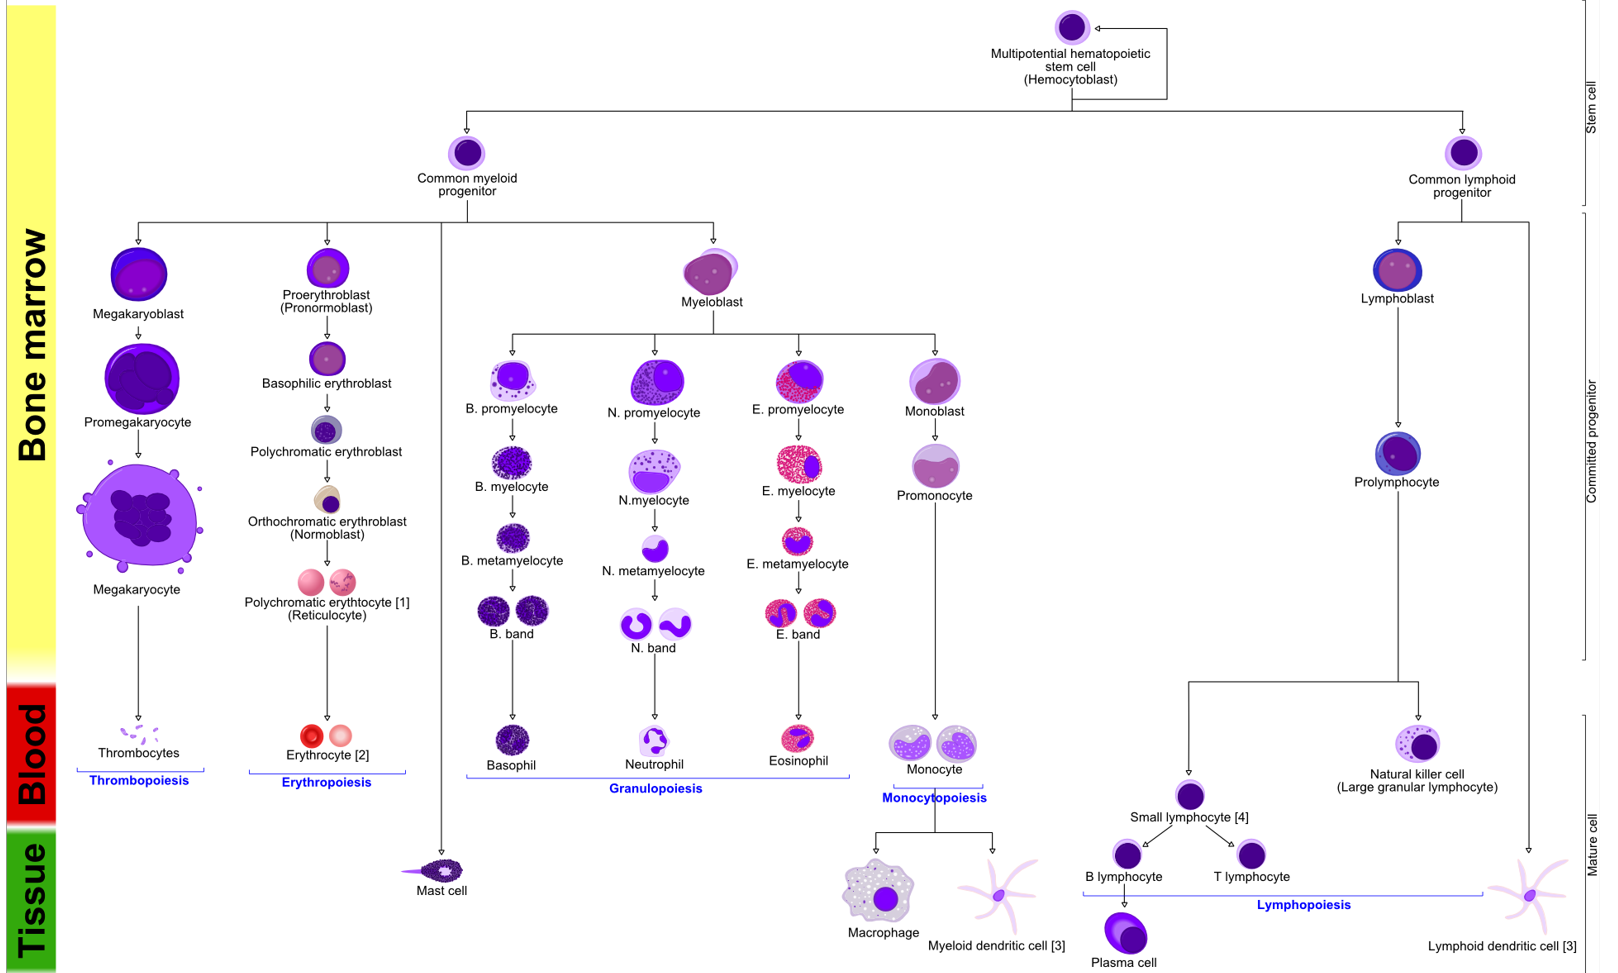 Multipotential hematopoietic
stem cell
(Hemocytoblast)
Stem cell
Common myeloid
progenitor
Common lymphoid
progenitor
Bone marrow
Megakaryoblast
Proerythroblast
(Pronormoblast)
Myeloblast
Lymphoblast
Committed progenitor
Promegakaryocyte
Basophilic erythroblast
B. promyelocyte
N. promyelocyte
E. promyelocyte
Monoblast
Polychromatic erythroblast
B. myelocyte
N.myelocyte
E. myelocyte
Promonocyte
Prolymphocyte
Orthochromatic erythroblast
(Normoblast)
B. metamyelocyte
N. metamyelocyte
E. metamyelocyte
Megakaryocyte
Polychromatic erythtocyte [1]
(Reticulocyte)
B. band
N. band
E. band
Blood
Thrombocytes
Erythrocyte [2]
Basophil
Neutrophil
Eosinophil
Monocyte
Natural killer cell
(Large granular lymphocyte)
Thrombopoiesis
Erythropoiesis
Granulopoiesis
Monocytopoiesis
Small lymphocyte [4]
Mature cell
Tissue
Mast cell
B lymphocyte
T lymphocyte
Lymphopoiesis
Macrophage
Myeloid dendritic cell [3]
Plasma cell
Lymphoid dendritic cell [3]